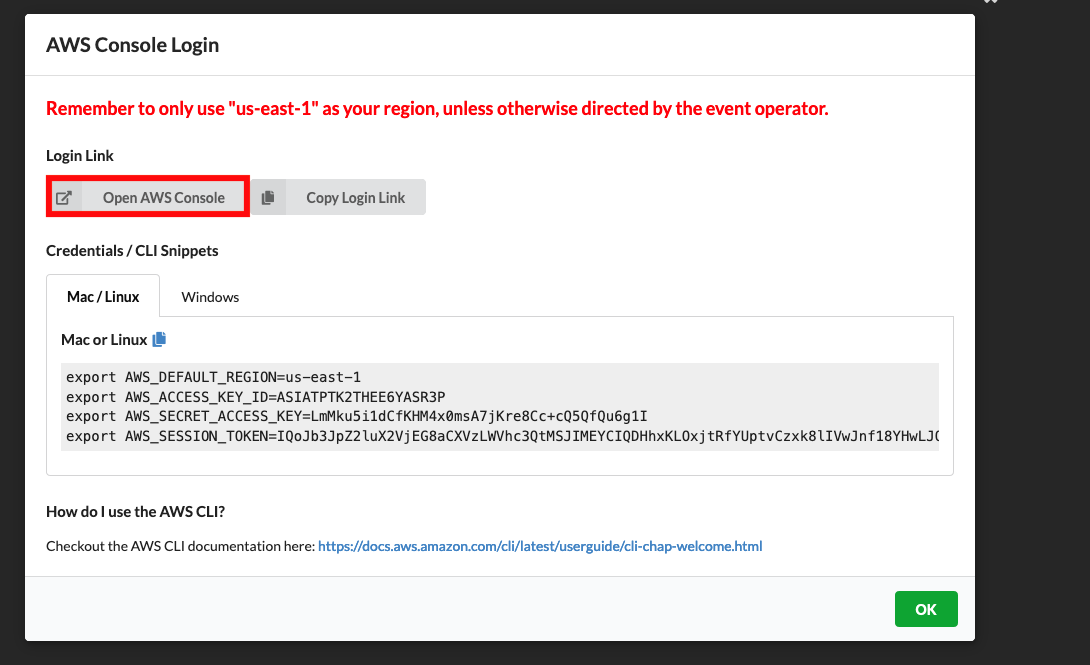 AWS Console Login
Remember to only use "us-east-1" as your region, unless otherwise directed by the event operator.
Login Link
Open AWS Console
Copy Login Link
Credentials / CLI Snippets
Mac / Linux
Windows
Mac or Linux
export AWS_DEFAULT_REGION=us-east-1
export AWS_ACCESS_KEY_ID=ASIATPTK2THEE6YASR3P
export AWS_SECRET_ACCESS_KEY=LmMku5i1dCfKHM4x0msA7jKre8Cc+cQ5QfQu6g1I
export AWS_SESSION_TOKEN=IQoJb3JpZ2luX2VjEG8aCXVzLWVhc3QtMSJIMEYCIQDHhxKLOxjtRfYUptvCzxk8lIVwJnf18YHwLJ
How do I use the AWS CLI?
Checkout the AWS CLI documentation here: https://docs.aws.amazon.com/cli/latest/userguide/cli-chap-welcome.html
OK